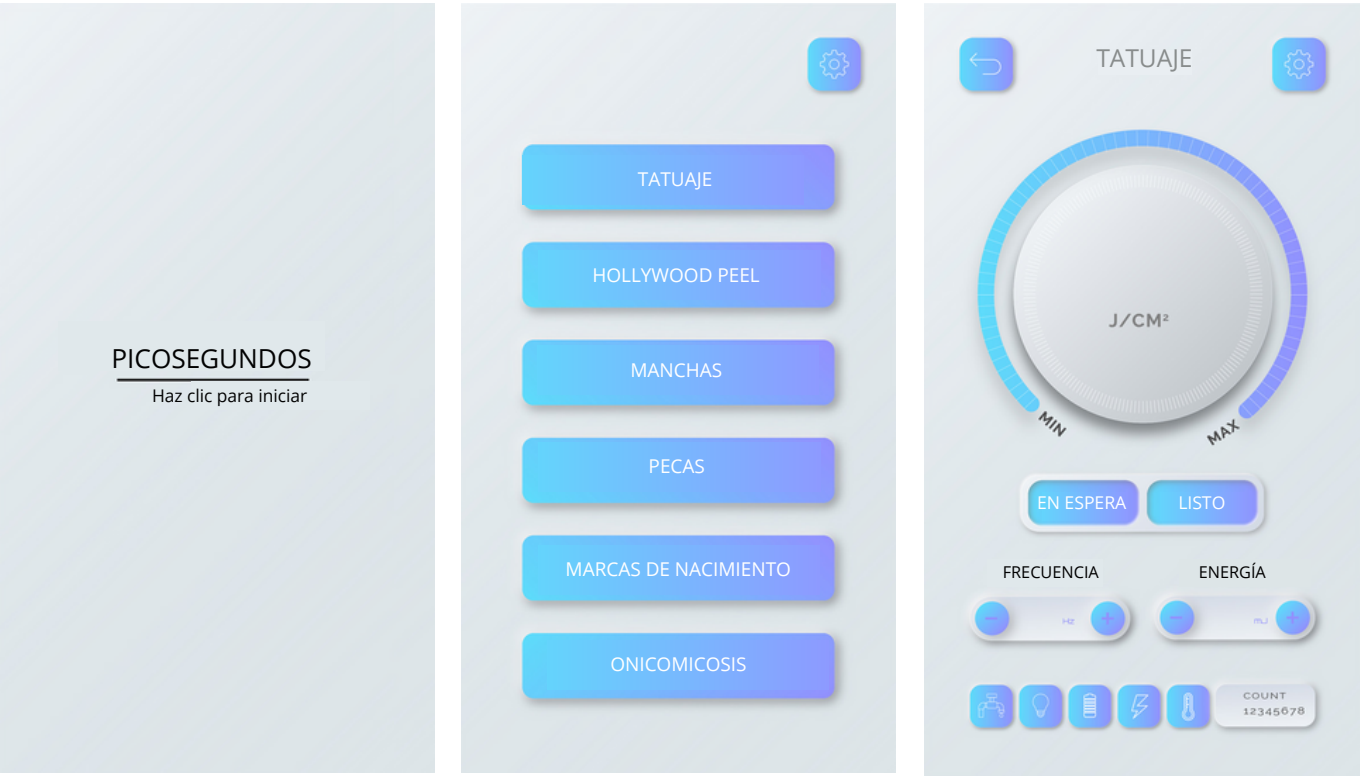 PICOSEGUNDOS
Haz clic para iniciar
TATUAJE
HOLLYWOOD PEEL
MANCHAS
PECAS
MARCAS DE NACIMIENTO
ONICOMICOSIS
TATUAJE
J/CM²
MIN
MAX
EN ESPERA
LISTO
FRECUENCIA
ENERGÍA
Hz
mJ
COUNT
12345678